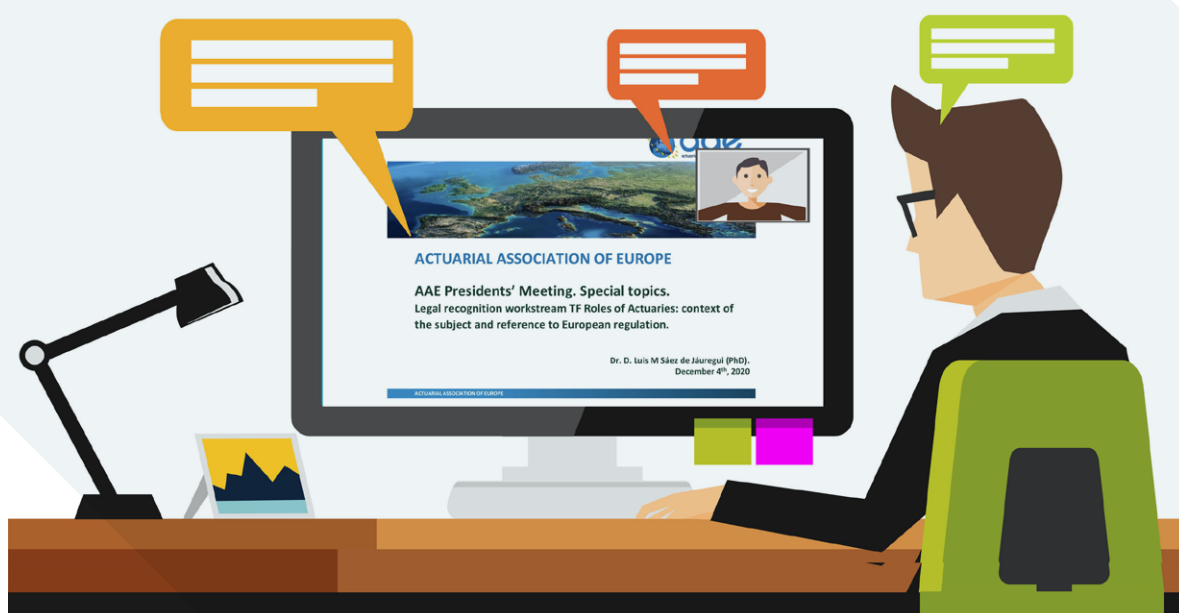 aae
ACTUARIAL ASSOCIATION OF EUROPE
AAE Presidents' Meeting. Special topics.
Legal recognition workstream TF Roles of Actuaries: context of
the subject and reference to European regulation.
Dr. D. Luis M Sáez de Jáuregui (PhD).
December 4th, 2020
ACTUARIAL ASSOCIATION OF EUROPE